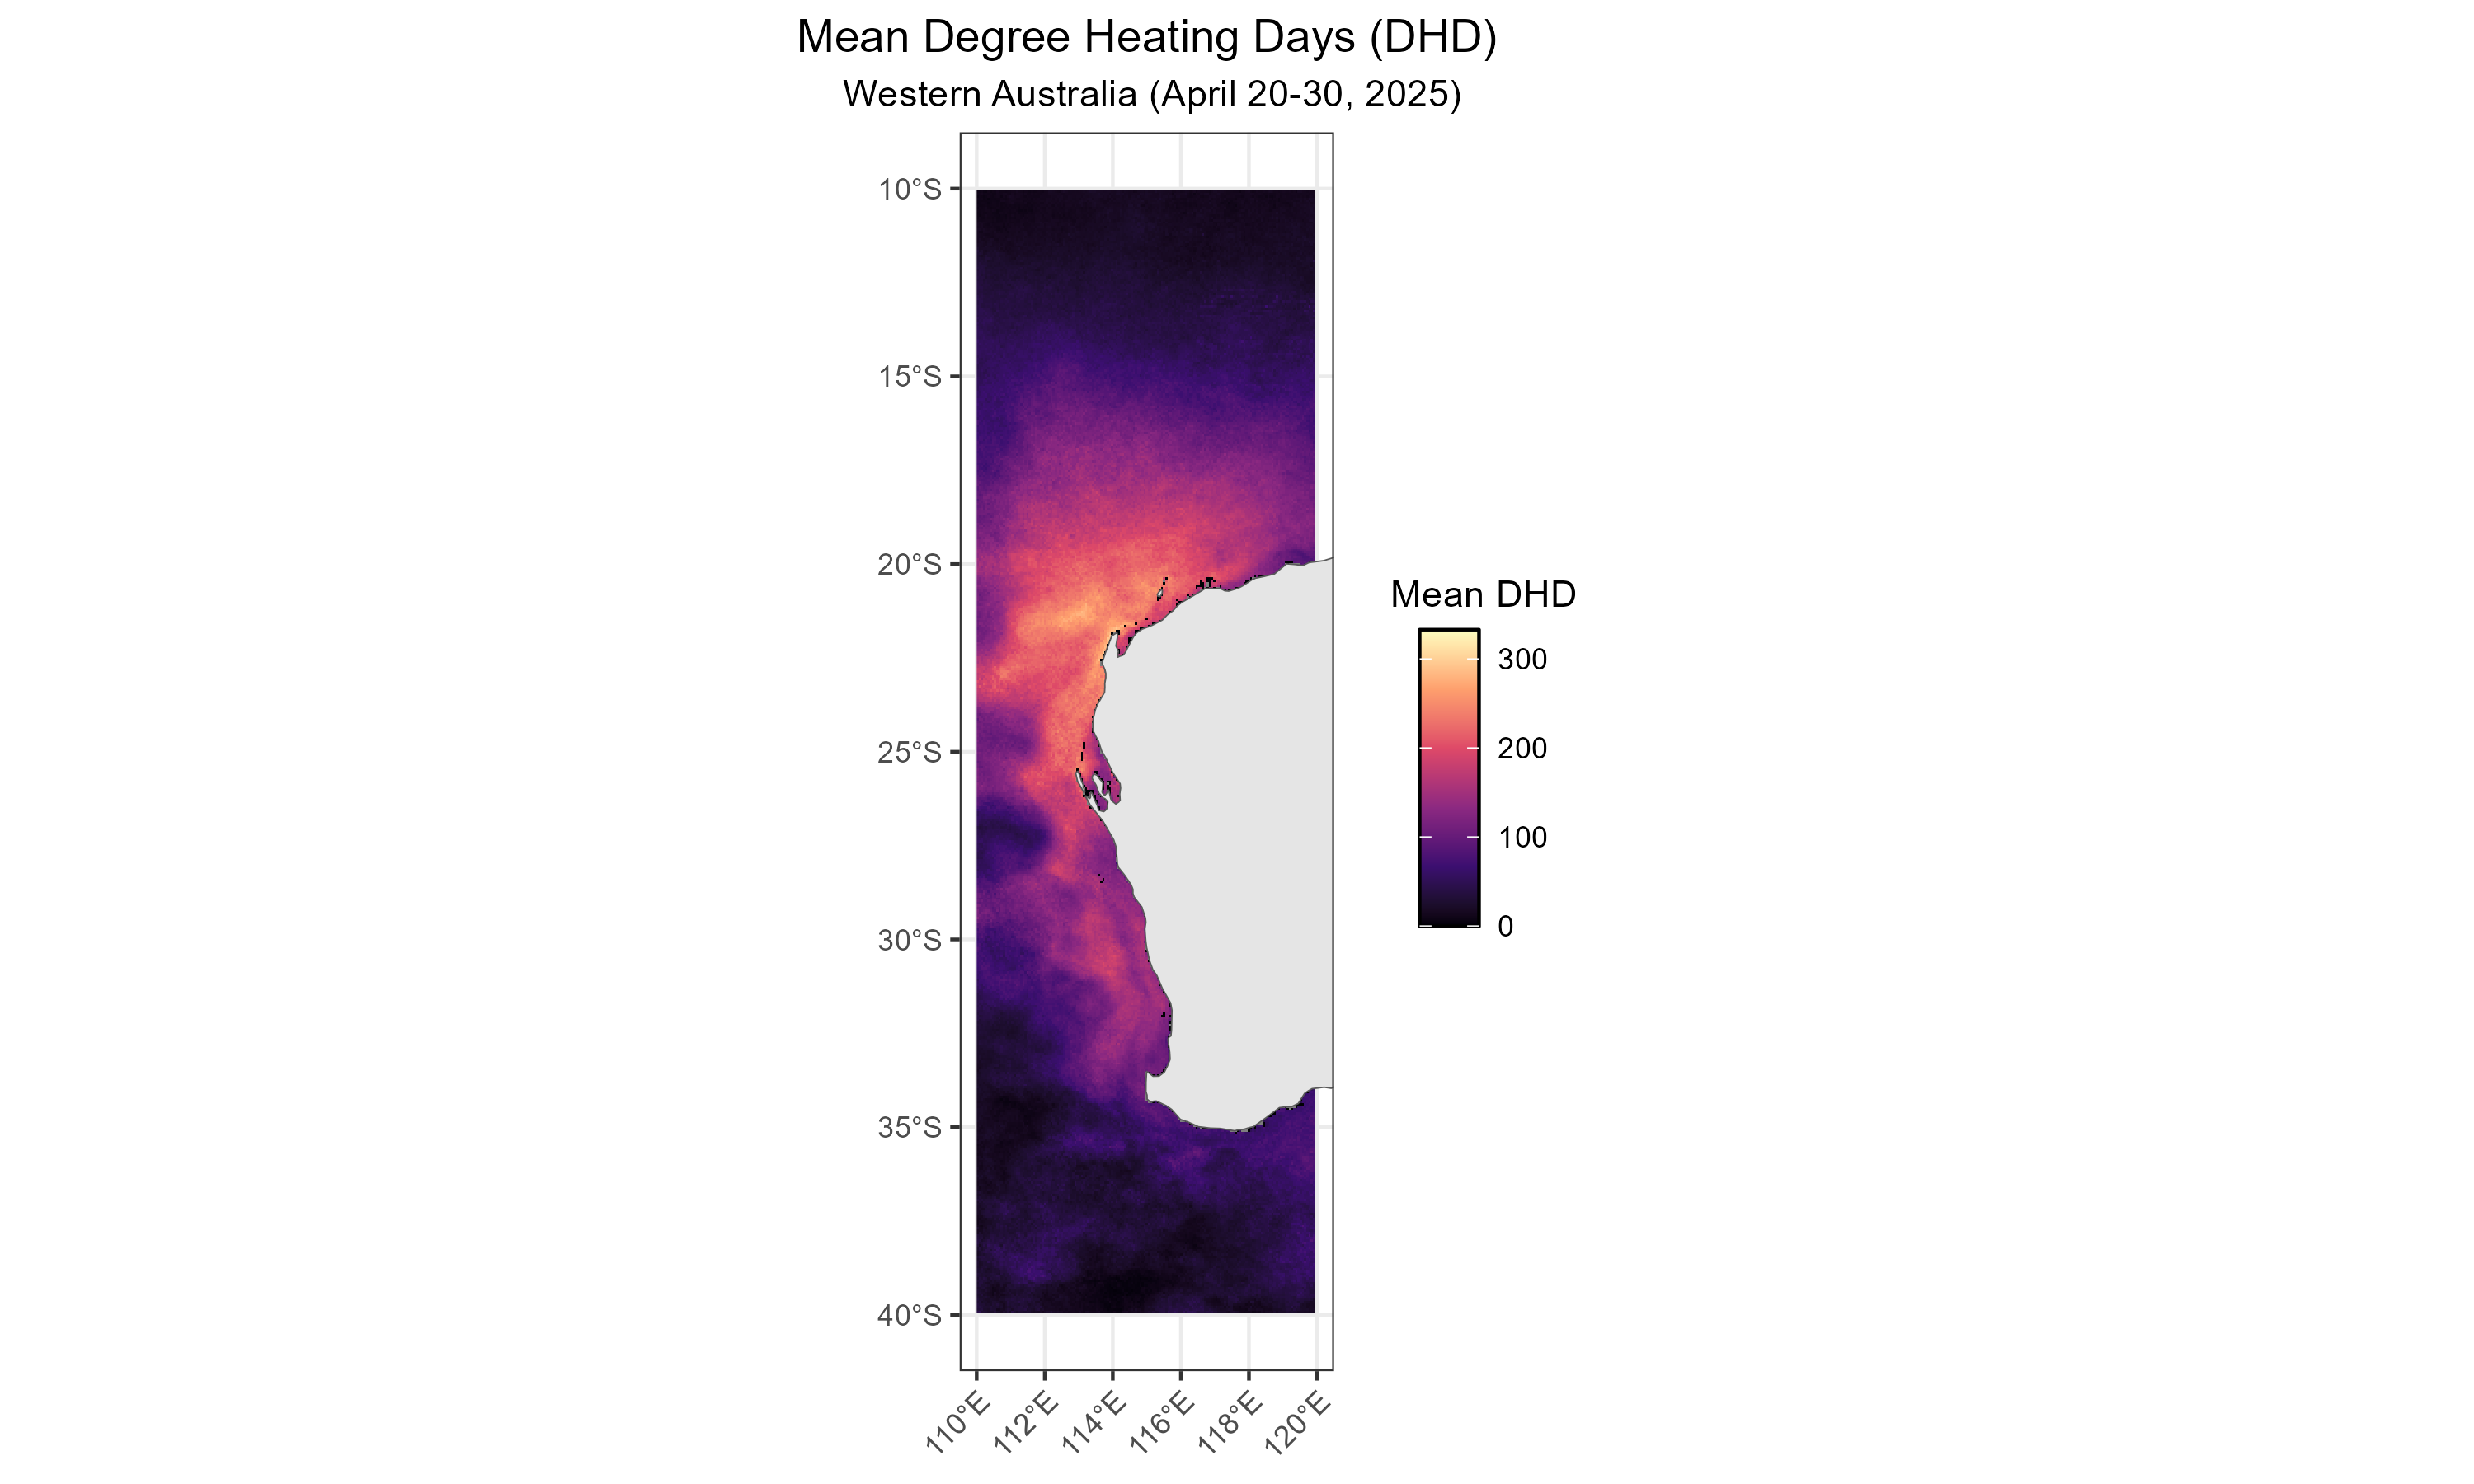 Mean Degree Heating Days (DHD)
Western Australia (April 20-30, 2025)
10°S
15°S
20°S
25°S
30°S
35°S
40°S
110°E
112°E
114°E
116°E
118°E
120°E
Mean DHD
300
200
100
0